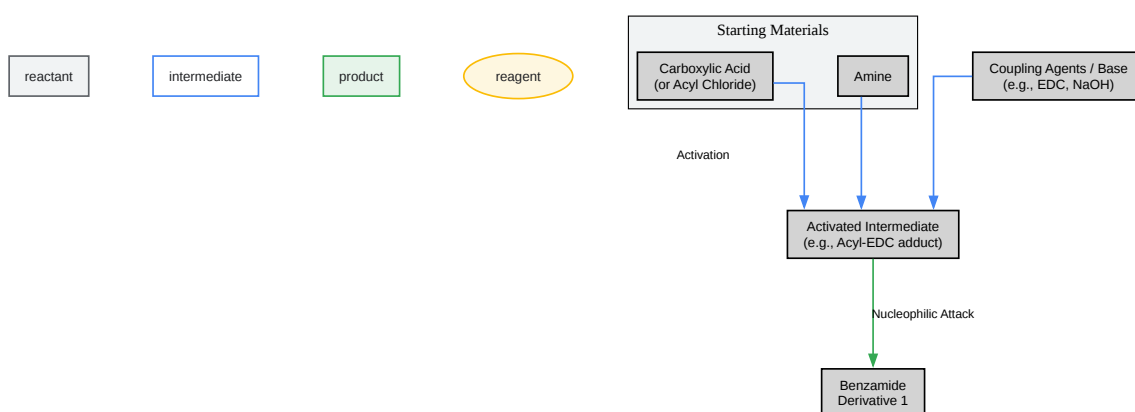 reactant
intermediate
product
reagent
Starting Materials
Carboxylic Acid
(or Acyl Chloride)
Amine
Coupling Agents / Base
(e.g., EDC, NaOH)
Activation
Activated Intermediate
(e.g., Acyl-EDC adduct)
Nucleophilic Attack
Benzamide
Derivative 1